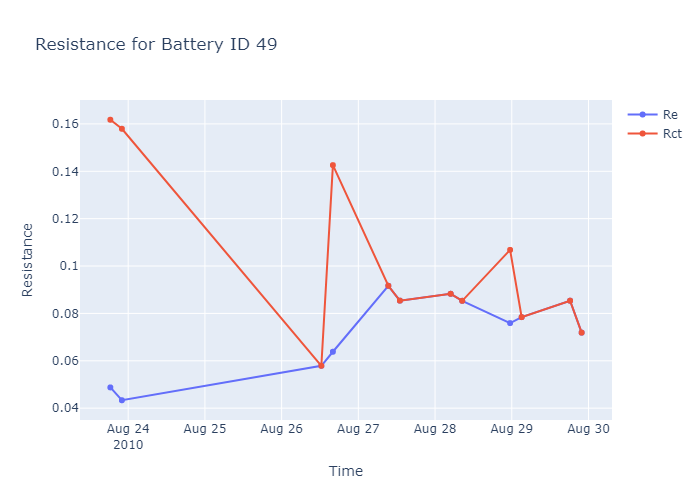 Resistance for Battery ID 49
Re
Rct
0.16
0.14
0.12
0.1
0.08
0.06
0.04
Resistance
Aug 24
2010
Aug 25
Aug 26
Aug 27
Aug 28
Aug 29
Aug 30
Time